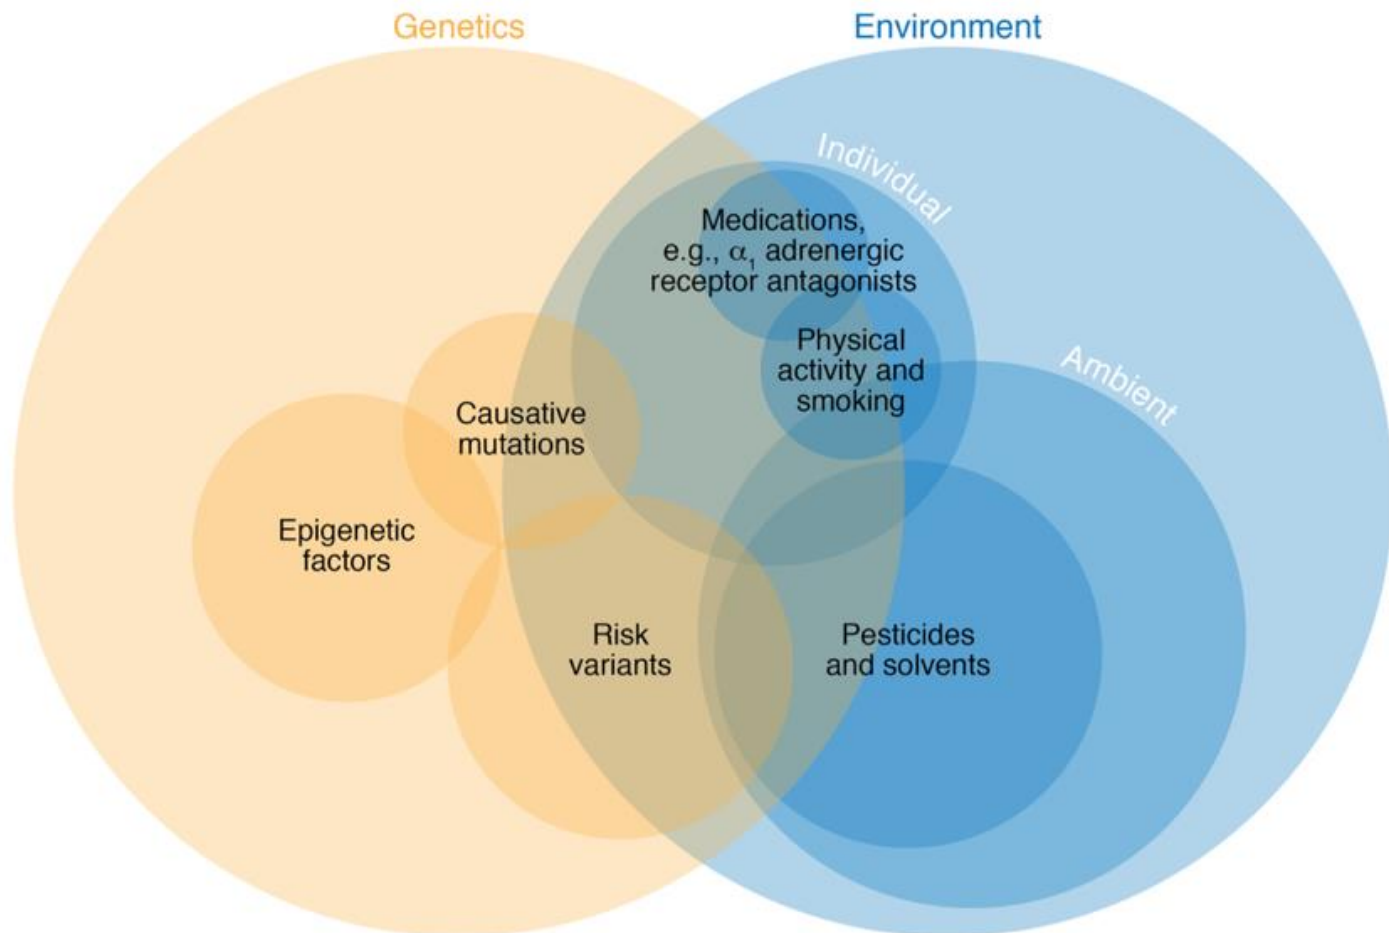 Genetics
Environment
Individual
Medications,
e.g., α₁ adrenergic
receptor antagonists
Physical
activity and
smoking
Ambient
Causative
mutations
Epigenetic
factors
Risk
variants
Pesticides
and solvents